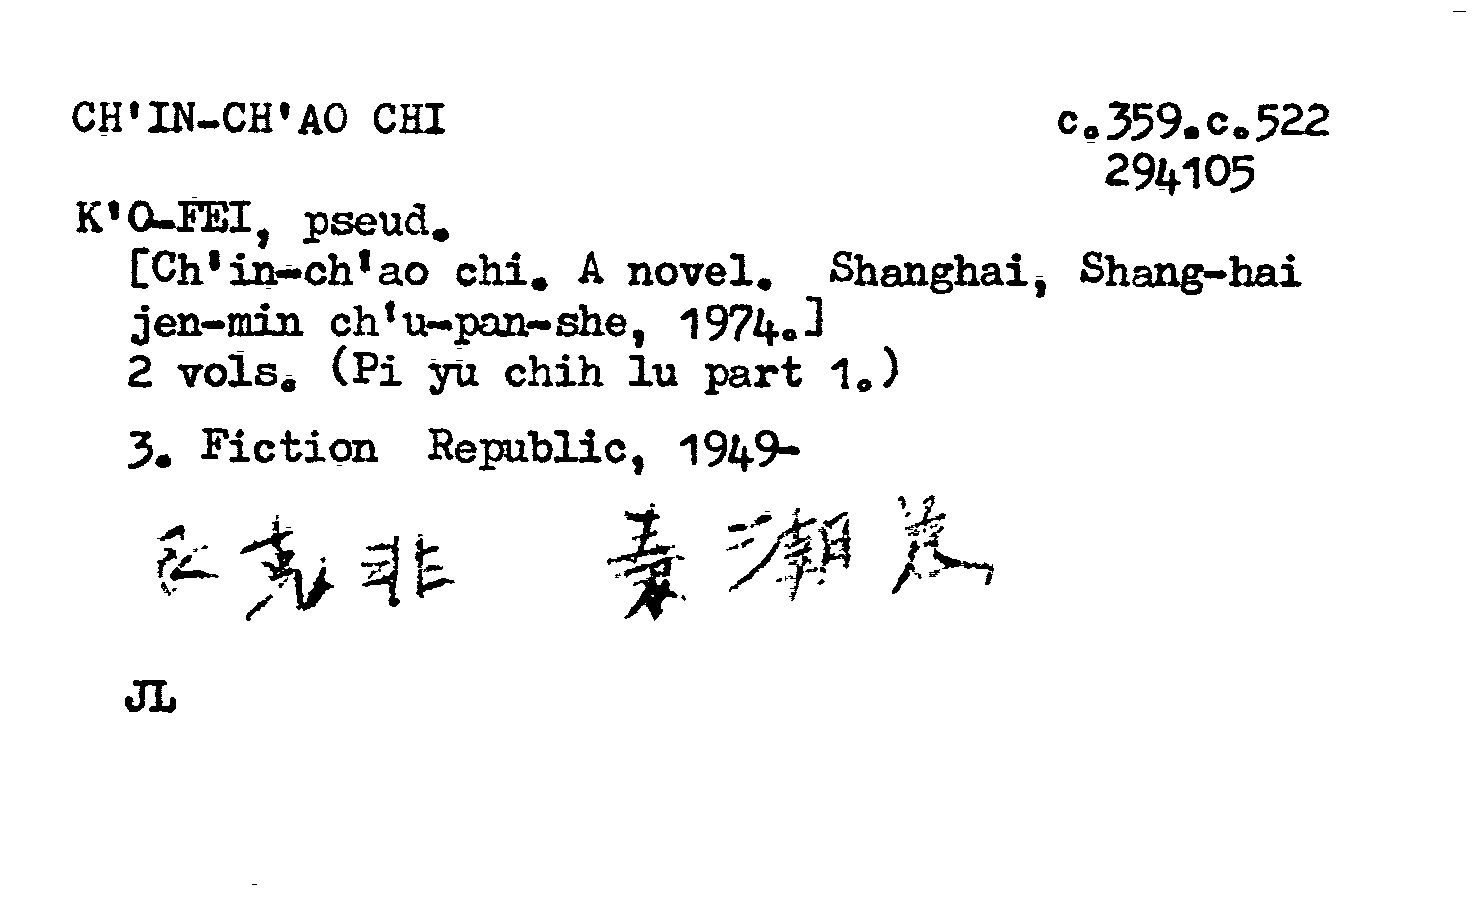 CH'IN-CH'AO CHI c.359.c.522
294105
K'O-FEI, pseud.
[Ch'in-ch'ao chi. A novel. Shanghai, Shang-hai
jen-min ch'u-pan-she, 1974.]
2 vols. (Pi yu chih lu part 1.)
3. Fiction Republic, 1949-
克非 潮
JL